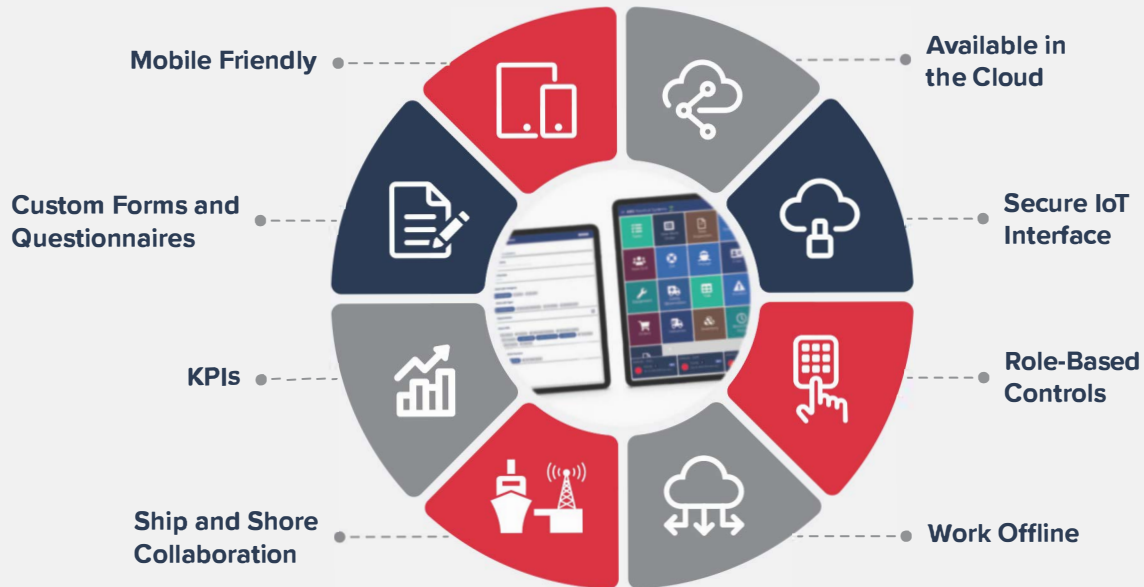 Mobile Friendly
Available in
the Cloud
Custom Forms and
Questionnaires
Secure IoT
Interface
KPIs
Role-Based
Controls
Ship and Shore
Collaboration
Work Offline